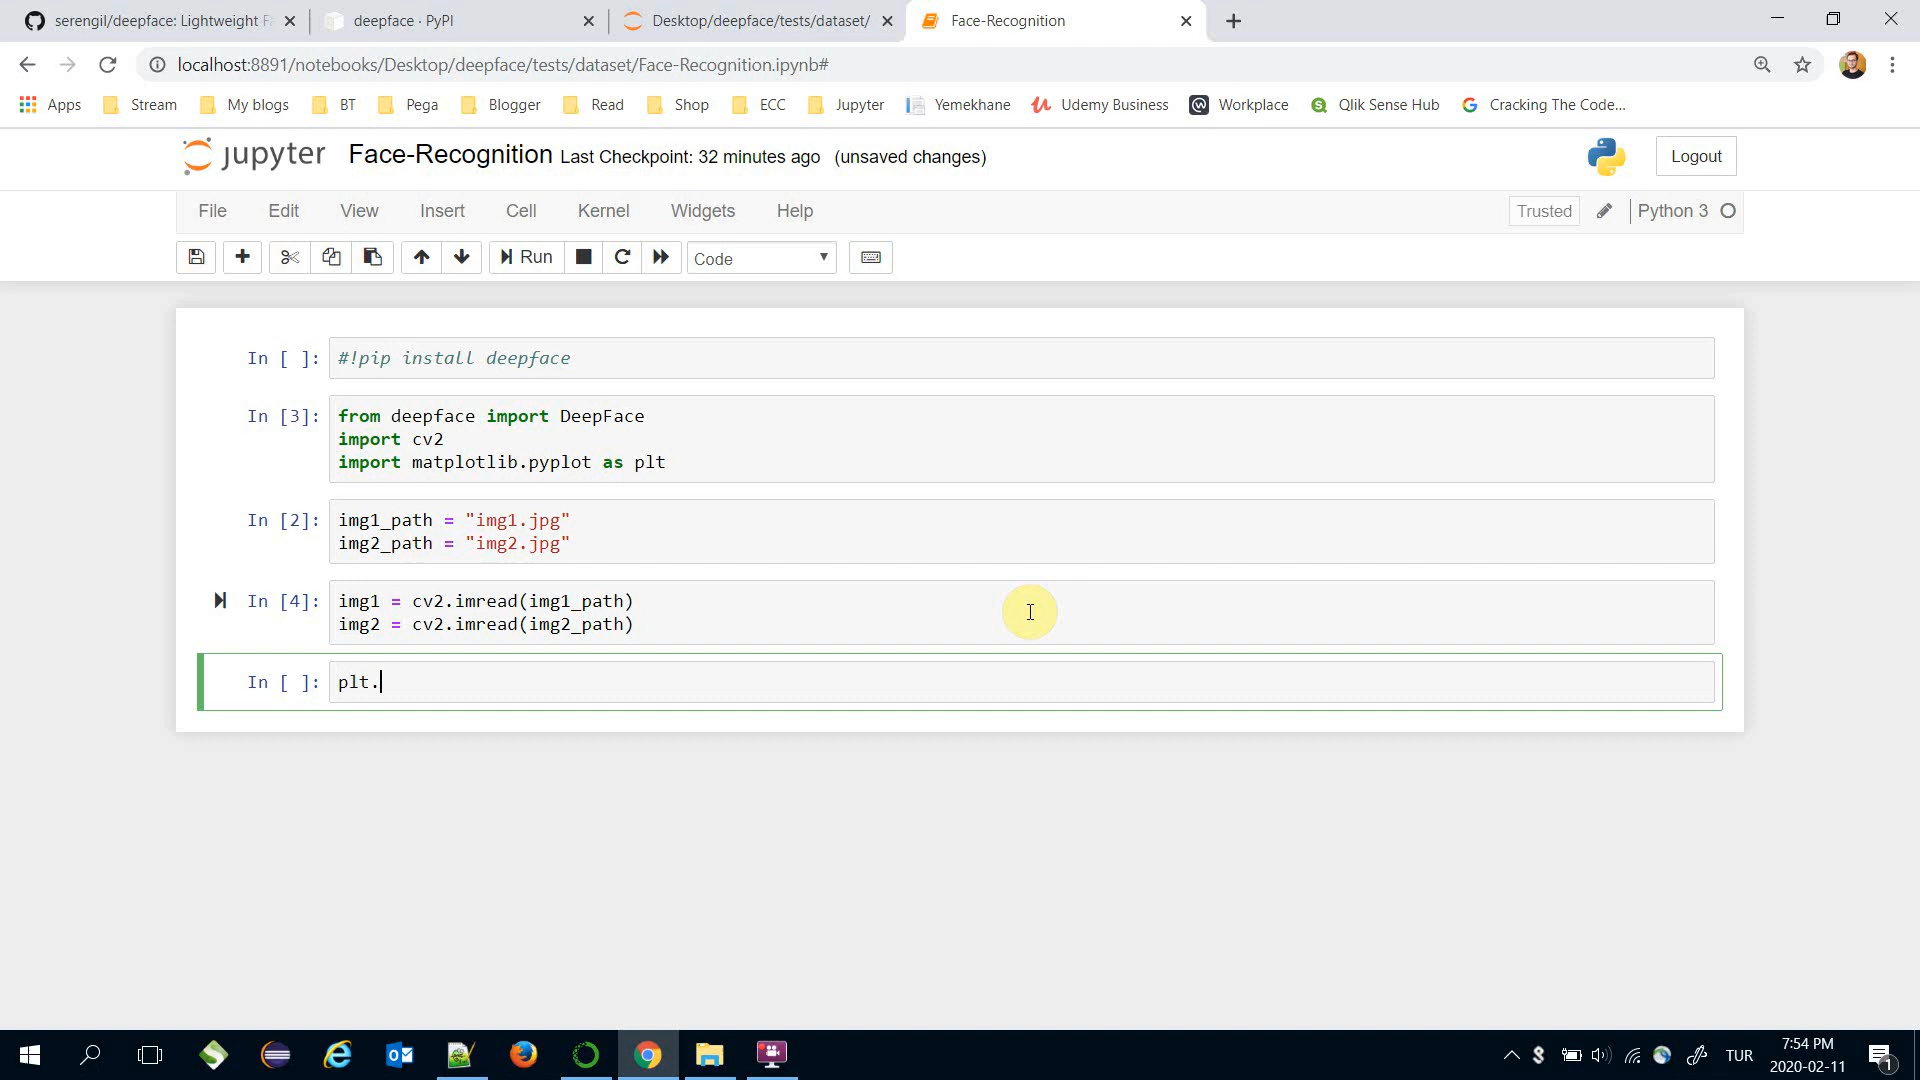 serengil/deepface: Lightweight F
deepface · PyPI
Desktop/deepface/tests/dataset/
Face-Recognition
localhost:8891/notebooks/Desktop/deepface/tests/dataset/Face-Recognition.ipynb#
Apps Stream My blogs BT Pega Blogger Read Shop ECC Jupyter Yemekhane Udemy Business Workplace Qlik Sense Hub Cracking The Code...
jupyter Face-Recognition Last Checkpoint: 32 minutes ago (unsaved changes) Logout
File Edit View Insert Cell Kernel Widgets Help Trusted Python 3
Run Code
In [ ]: #!pip install deepface
In [3]: from deepface import DeepFace
import cv2
import matplotlib.pyplot as plt
In [2]: img1_path = "img1.jpg"
img2_path = "img2.jpg"
In [4]: img1 = cv2.imread(img1_path)
img2 = cv2.imread(img2_path)
In [ ]: plt.
TUR
7:54 PM
2020-02-11
1